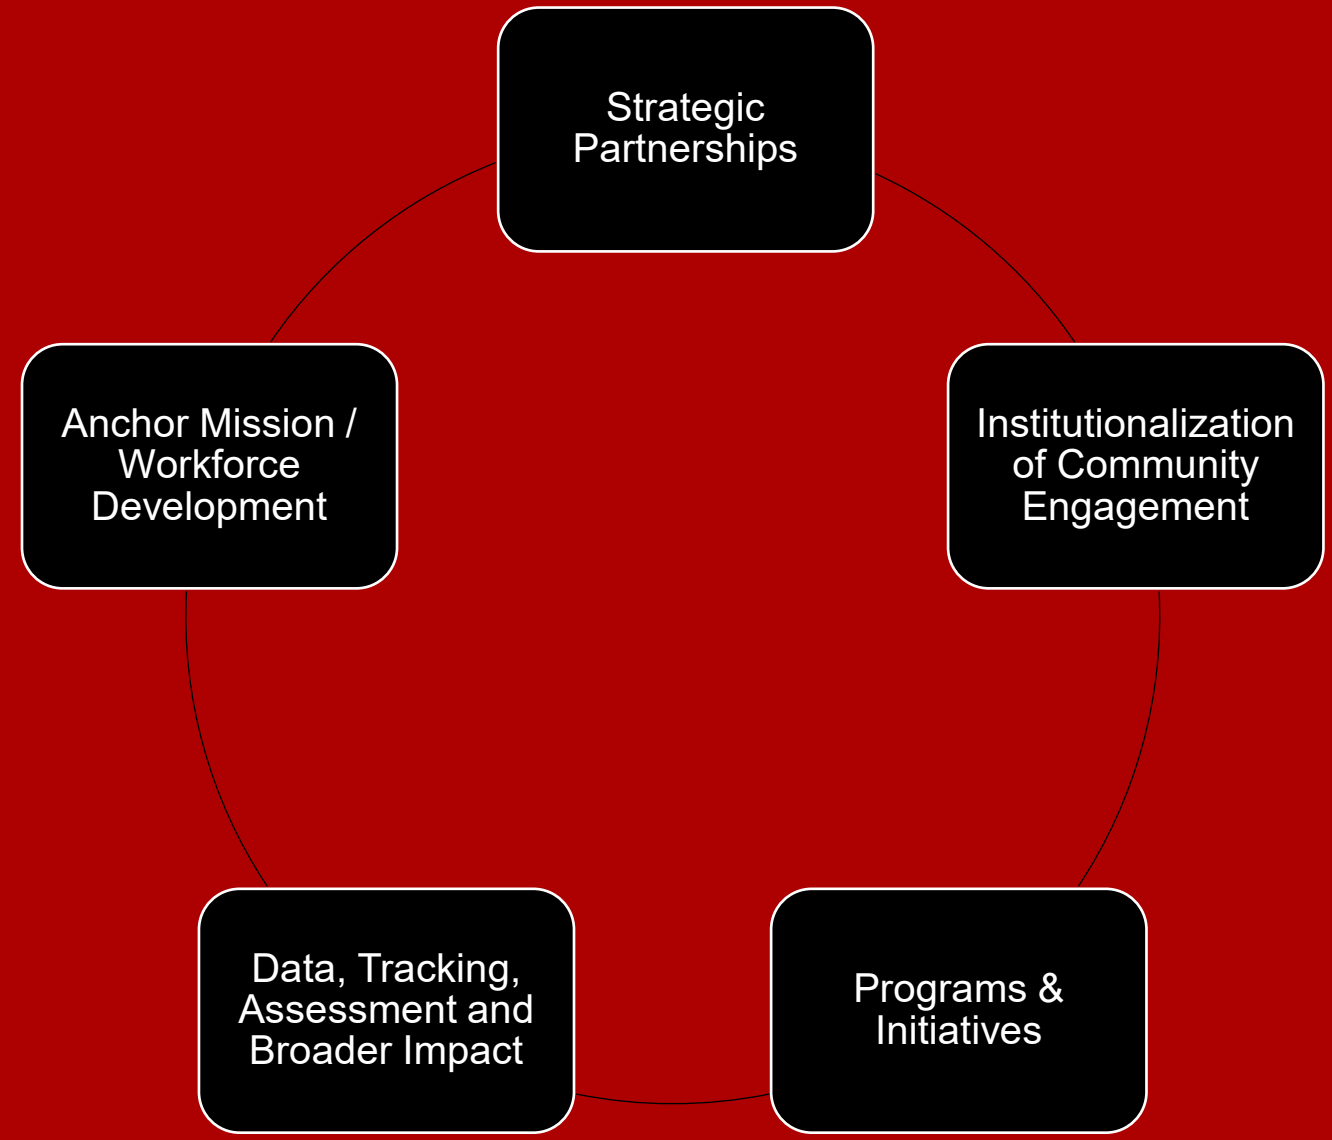 Strategic
Partnerships
Anchor Mission /
Workforce
Development
Institutionalization
of Community
Engagement
Data, Tracking,
Assessment and
Broader Impact
Programs &
Initiatives